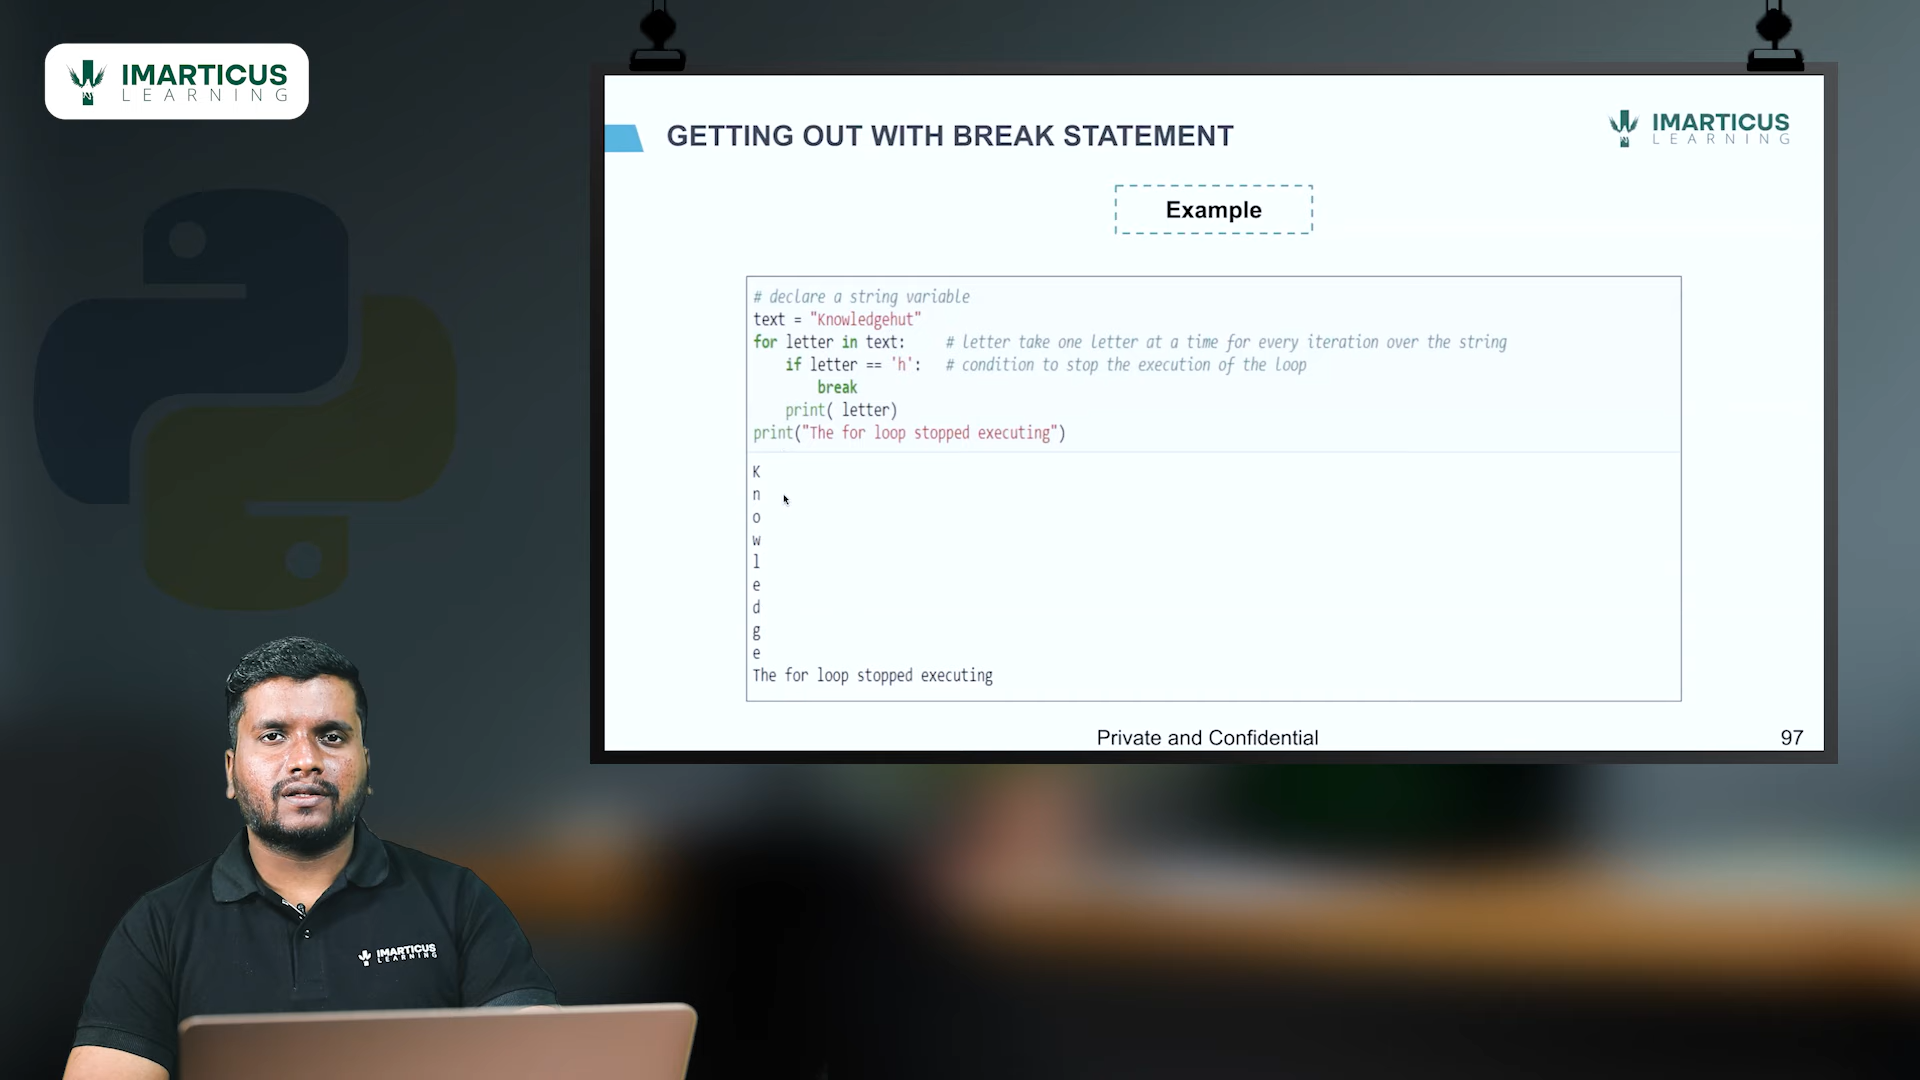 IMARTICUS
LEARNING
GETTING OUT WITH BREAK STATEMENT
IMARTICUS
LEARNING
Example
# declare a string variable
text = "Knowledgehut"
for letter in text:     # letter take one letter at a time for every iteration over the string
    if letter == 'h':   # condition to stop the execution of the loop
        break
    print( letter)
print("The for loop stopped executing")
K
n
o
w
l
e
d
g
e
The for loop stopped executing
Private and Confidential
97
IMARTICUS
LEARNING